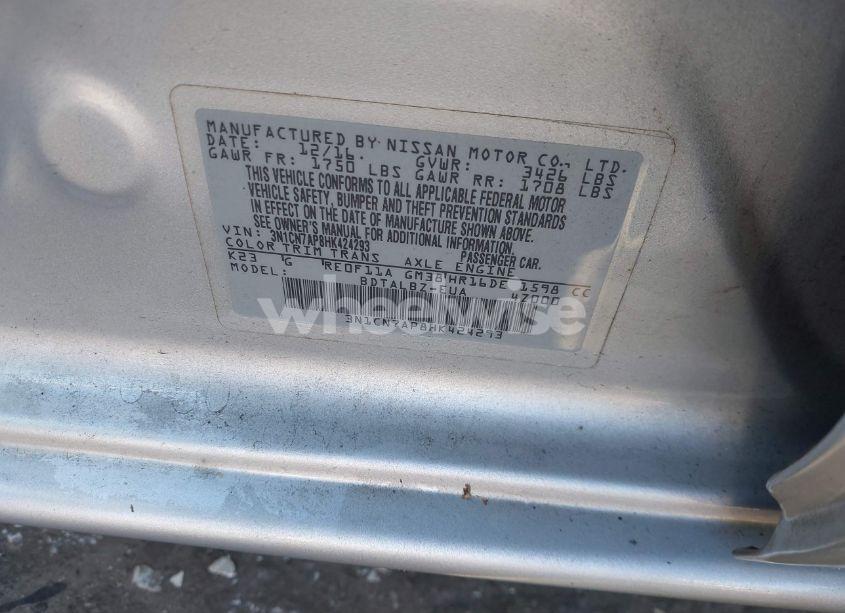 MANUFACTURED BY NISSAN MOTOR CO., LTD.
DATE: 12/16. GVWR: 3426 LBS
GAWR FR: 1750 LBS GAWR RR: 1708 LBS
THIS VEHICLE CONFORMS TO ALL APPLICABLE FEDERAL MOTOR
VEHICLE SAFETY, BUMPER AND THEFT PREVENTION STANDARDS
IN EFFECT ON THE DATE OF MANUFACTURE SHOWN ABOVE.
SEE OWNER'S MANUAL FOR ADDITIONAL INFORMATION.
VIN: 3N1CN7AP8HK424293 PASSENGER CAR.
COLOR TRIM TRANS AXLE ENGINE
K23 G RE0F11A GM38 HR16DE 1598 CC
MODEL: BDTALBZ-EUA 4Z000
wheelwise
3N1CN7AP8HK424293